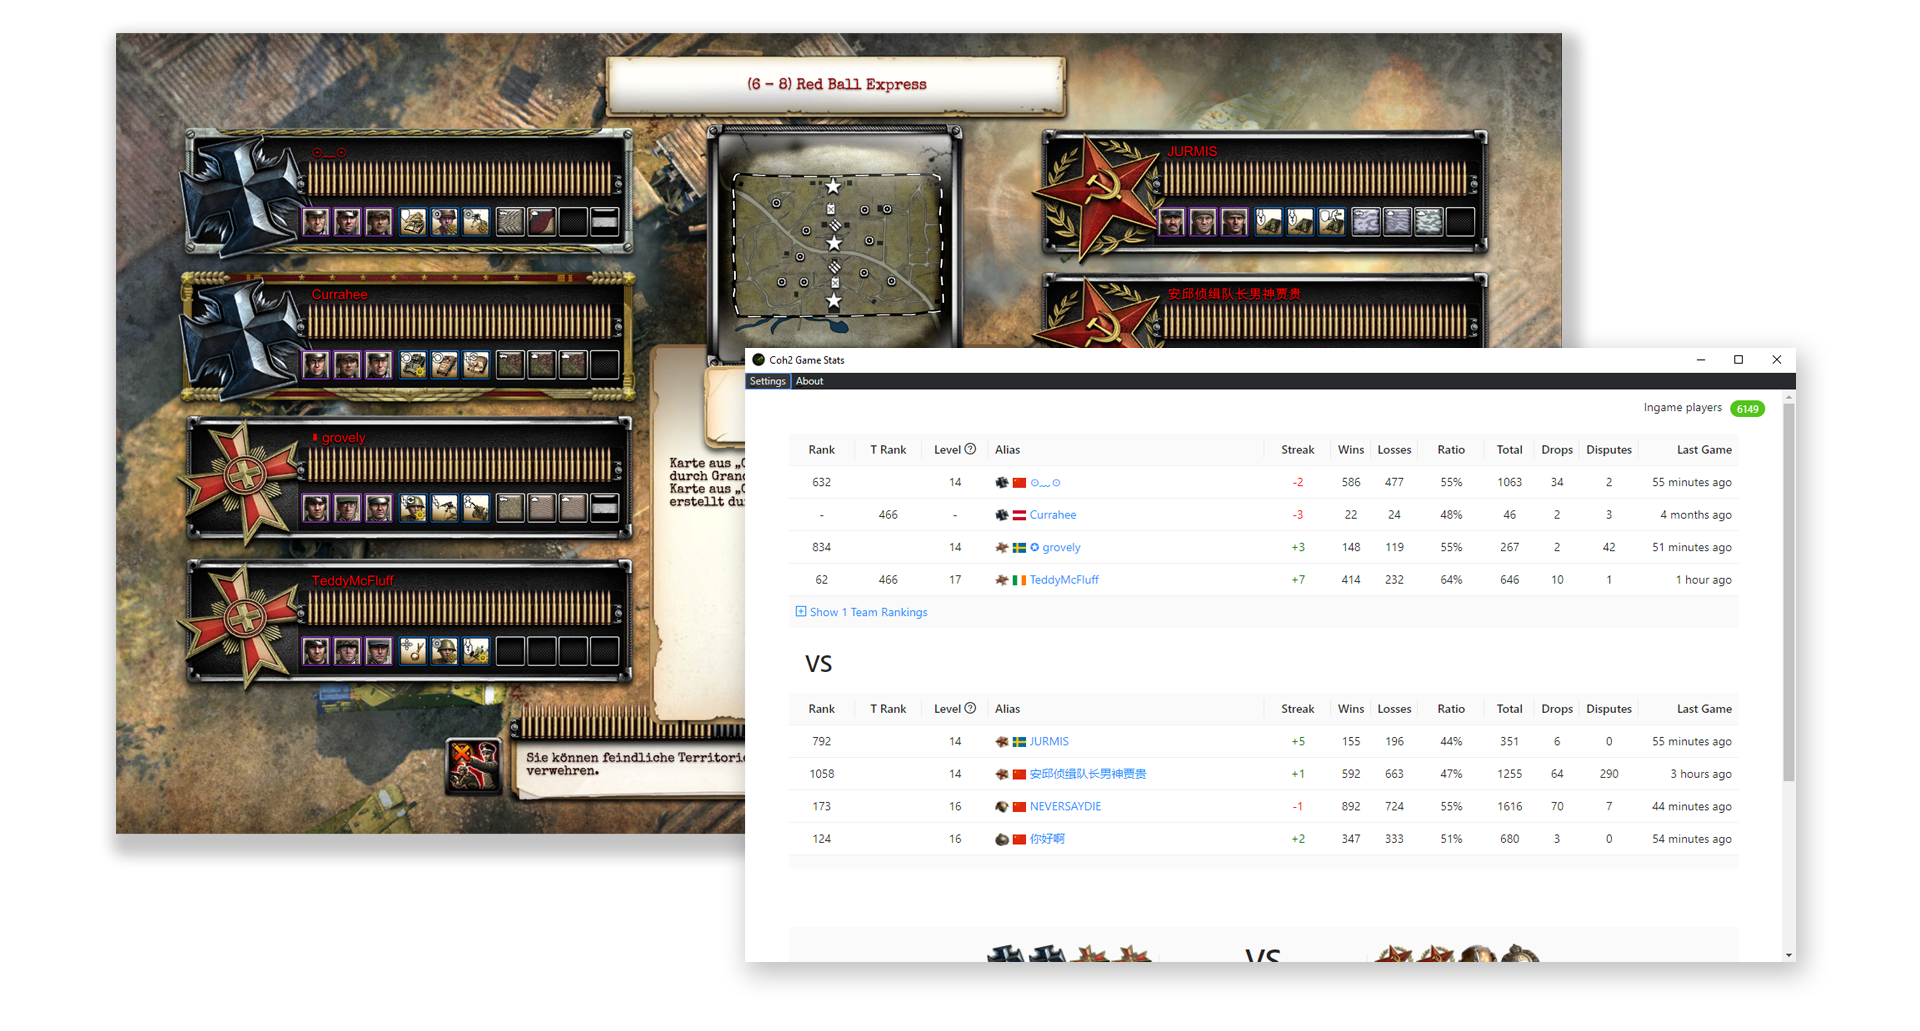 (6 - 8) Red Ball Express
⊙﹏⊙
JURMIS
Currahee
安邱侦缉队长男神贾贵
grovely
TeddyMcFluff
Karte aus „
durch Gran
Karte aus „
erstellt du
Sie können feindliche Territorie
verwehren.
Coh2 Game Stats
Settings About
Ingame players 6149
Rank T Rank Level Alias Streak Wins Losses Ratio Total Drops Disputes Last Game
632 14 ⊙﹏⊙ -2 586 477 55% 1063 34 2 55 minutes ago
- 466 - Currahee -3 22 24 48% 46 2 3 4 months ago
834 14 ✪ grovely +3 148 119 55% 267 2 42 51 minutes ago
62 466 17 TeddyMcFluff +7 414 232 64% 646 10 1 1 hour ago
Show 1 Team Rankings
VS
Rank T Rank Level Alias Streak Wins Losses Ratio Total Drops Disputes Last Game
792 14 JURMIS +5 155 196 44% 351 6 0 55 minutes ago
1058 14 安邱侦缉队长男神贾贵 +1 592 663 47% 1255 64 290 3 hours ago
173 16 NEVERSAYDIE -1 892 724 55% 1616 70 7 44 minutes ago
124 16 你好啊 +2 347 333 51% 680 3 0 54 minutes ago
VS